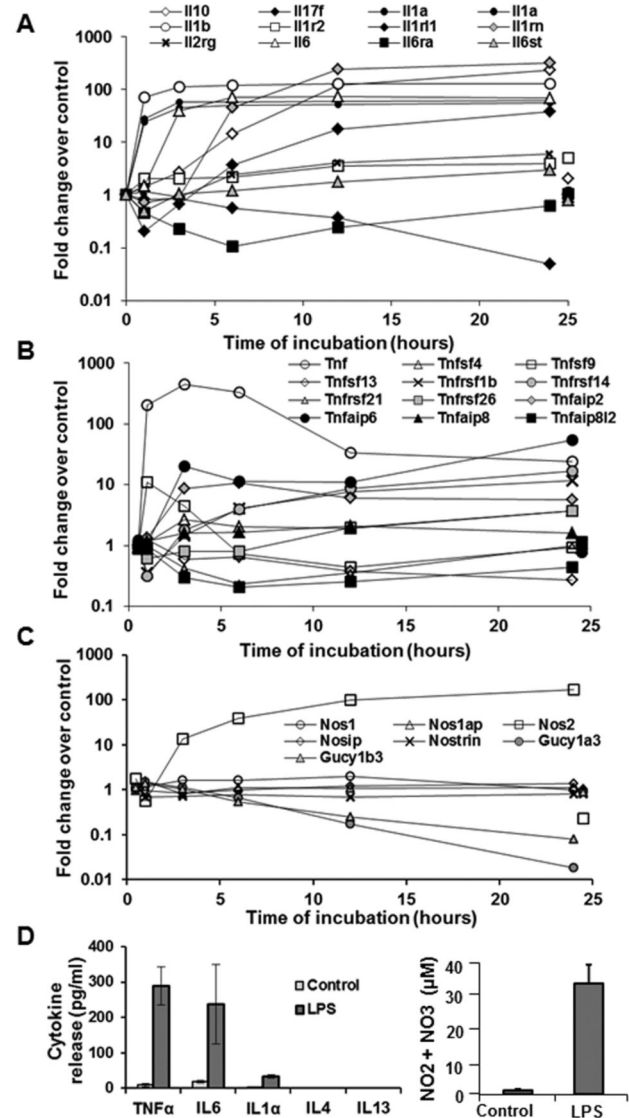 A
Il10 Il17f Il1a Il1a
Il1b Il1r2 Il1rl1 Il1rn
Il2rg Il6 Il6ra Il6st
Fold change over control
1000
100
10
1
0.1
0.01
0 5 10 15 20 25
Time of incubation (hours)
B
Tnf Tnfsf4 Tnfsf9
Tnfsf13 Tnfrsf1b Tnfrsf14
Tnfrsf21 Tnfrsf26 Tnfaip2
Tnfaip6 Tnfaip8 Tnfaip8l2
Fold change over control
1000
100
10
1
0.1
0 5 10 15 20 25
Time of incubation (hours)
C
Fold change over control
1000
100
10
1
0.1
0.01
Nos1 Nos1ap Nos2
Nosip Nostrin Gucy1a3
Gucy1b3
0 5 10 15 20 25
Time of incubation (hours)
D
Cytokine release (pg/ml)
400
300
200
100
0
Control
LPS
TNFα IL6 IL1α IL4 IL13
NO2 + NO3 (µM)
40
30
20
10
0
Control LPS